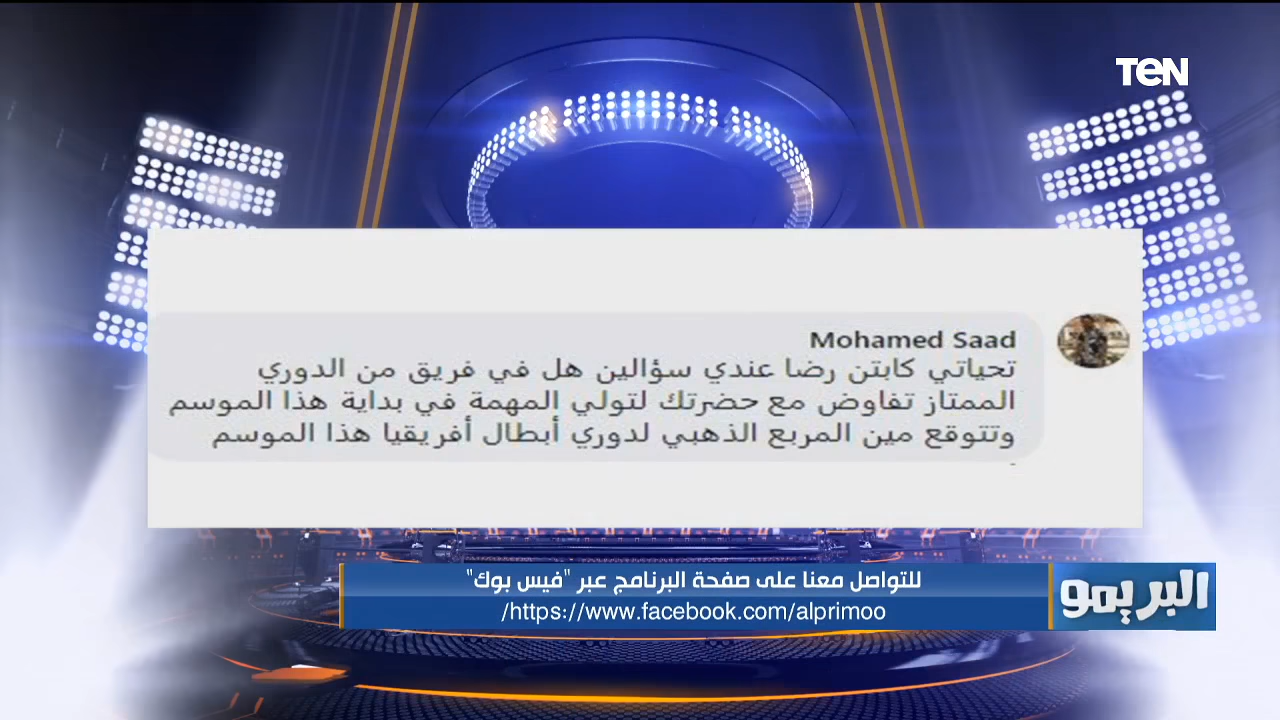 TEN
Mohamed Saad
تحياتي كابتن رضا عندي سؤالين هل في فريق من الدوري
الممتاز تفاوض مع حضرتك لتولي المهمة في بداية هذا الموسم
وتتوقع مين المربع الذهبي لدوري أبطال أفريقيا هذا الموسم
للتواصل معنا على صفحة البرنامج عبر "فيس بوك"
/https://www.facebook.com/alprimoo
البريمو